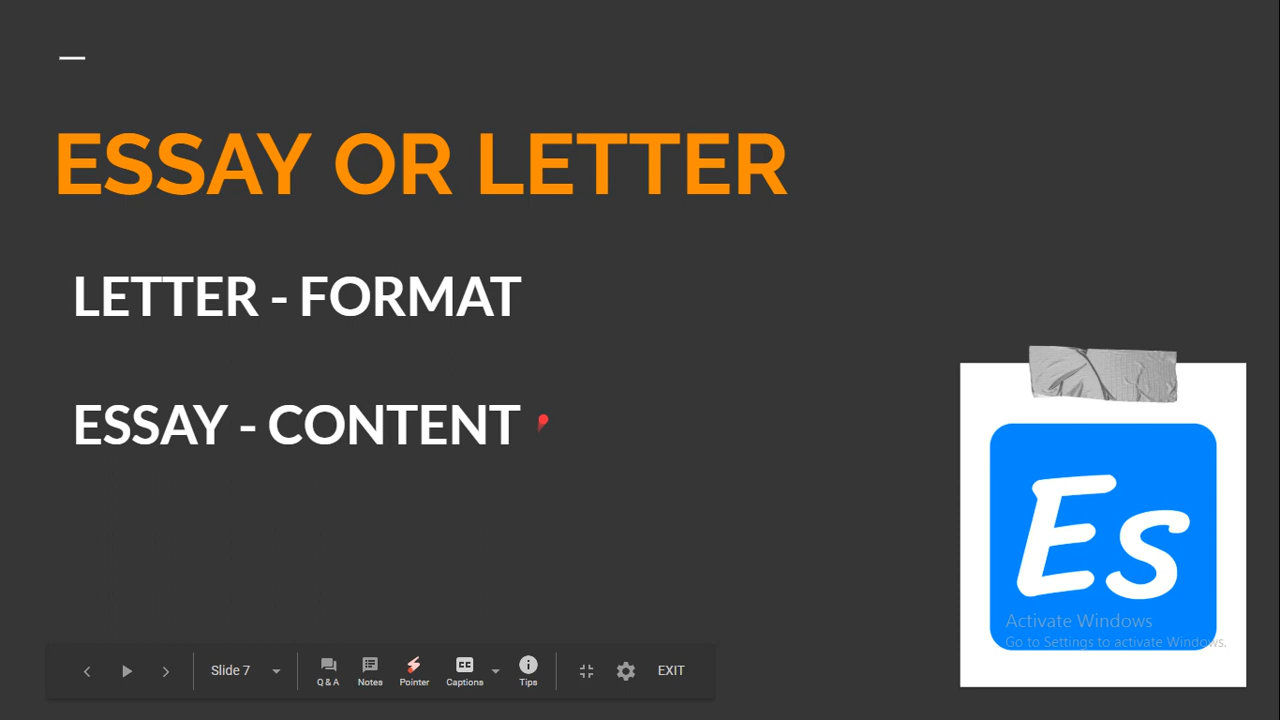 ESSAY OR LETTER
LETTER - FORMAT
ESSAY - CONTENT
Es
Activate Windows
Go to Settings to activate Windows.
Slide 7
Q & A
Notes
Pointer
Captions
Tips
EXIT